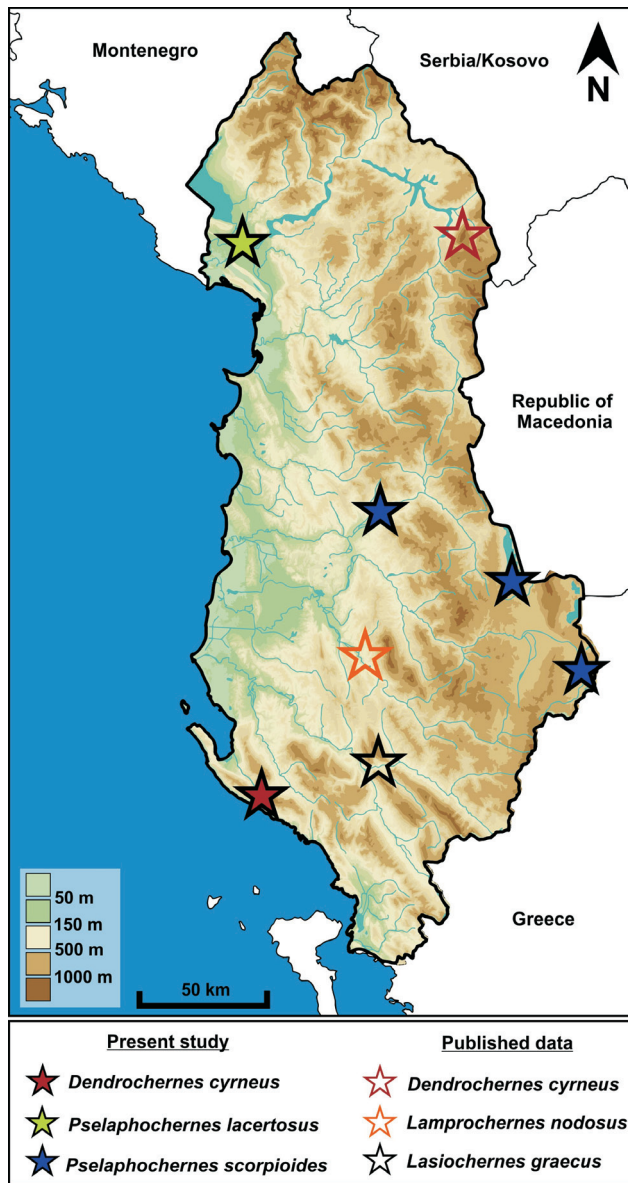 Montenegro
Serbia/Kosovo
N
Republic of
Macedonia
Greece
50 m
150 m
500 m
1000 m
50 km
Present study
Dendrochernes cyrneus
Pselaphochernes lacertosus
Pselaphochernes scorpioides
Published data
Dendrochernes cyrneus
Lamprochernes nodosus
Lasiochernes graecus